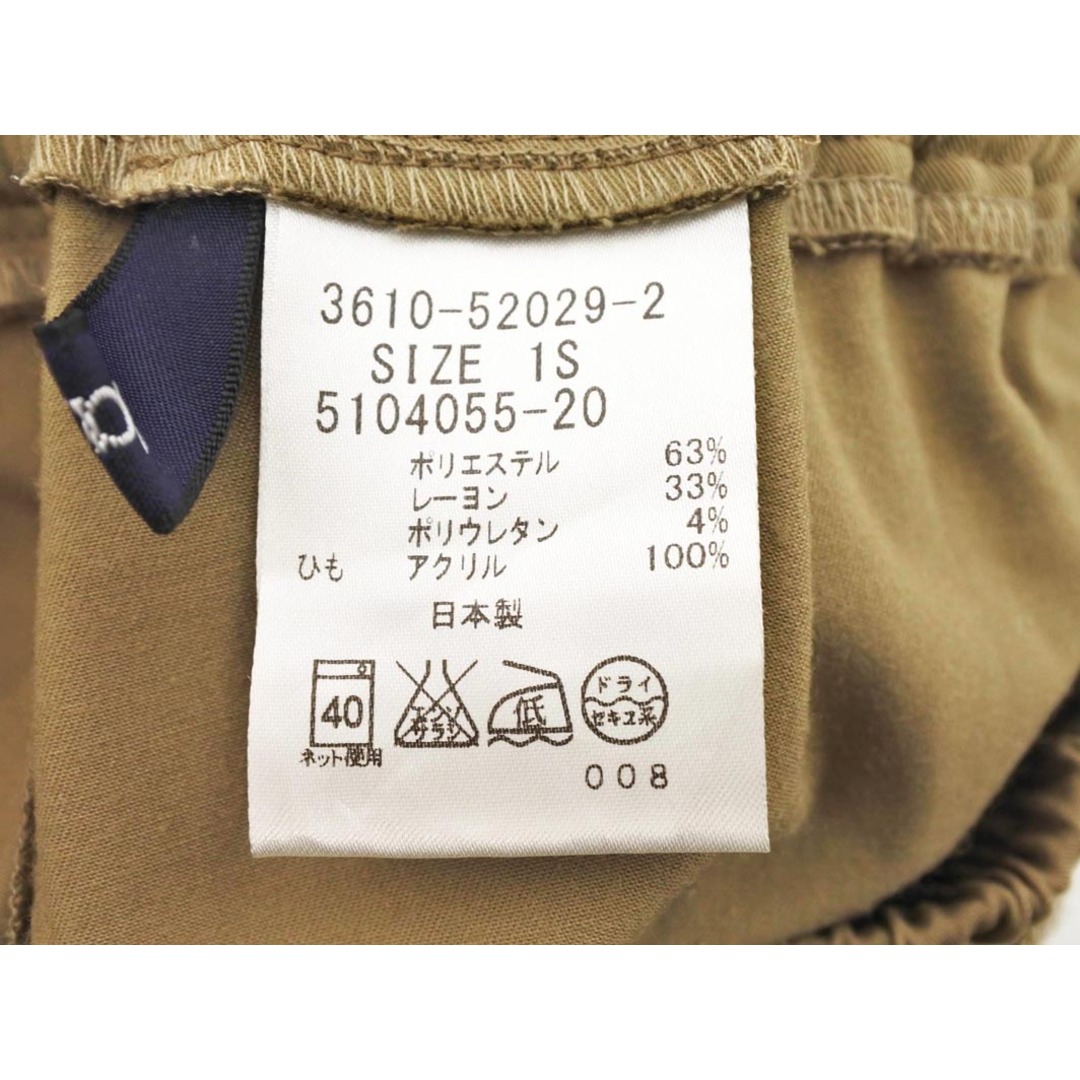 3610-52029-2
SIZE 1S
5104055-20
ポリエステル 63%
レーヨン 33%
ポリウレタン 4%
ひも アクリル 100%
日本製
40
ネット使用
エンソ
サラシ
低
ドライ
セキユ系
008